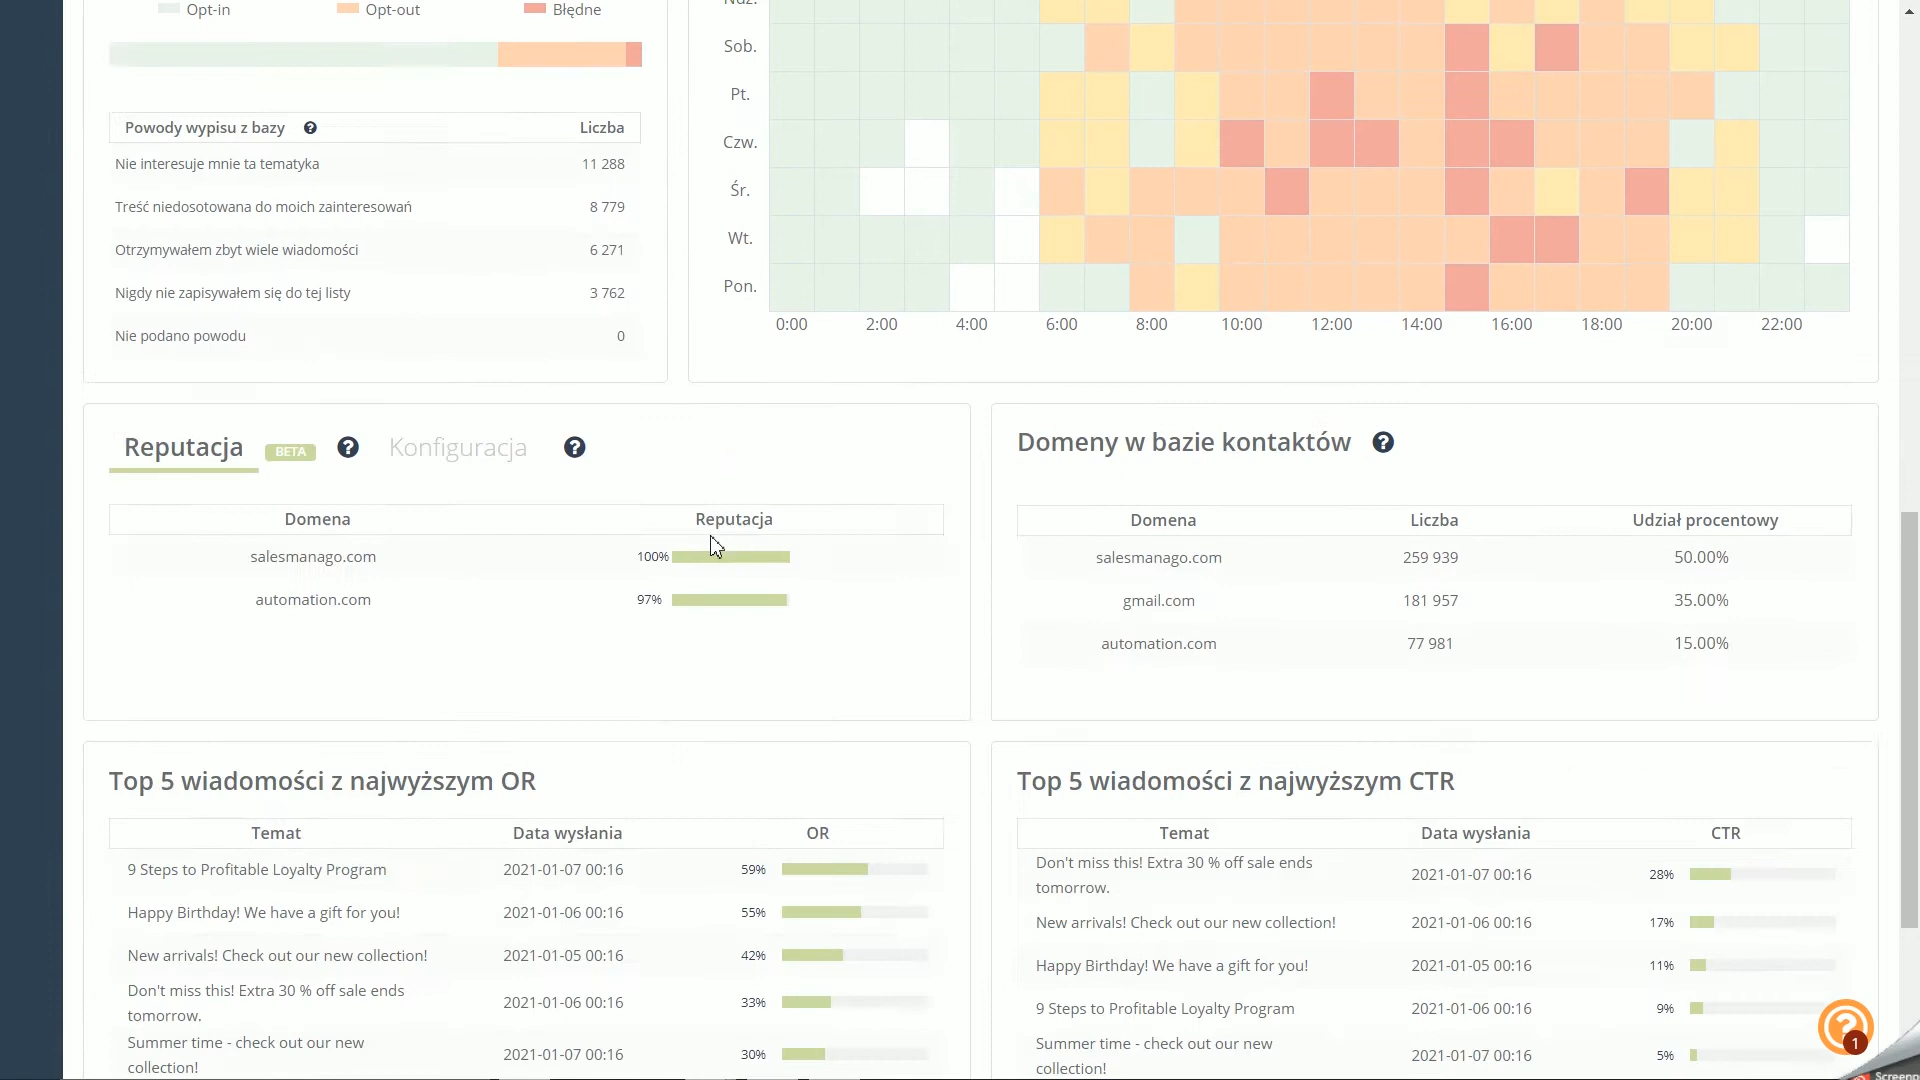 Opt-in Opt-out Błędne
Powody wypisu z bazy ? Liczba
Nie interesuje mnie ta tematyka 11 288
Treść niedosotowana do moich zainteresowań 8 779
Otrzymywałem zbyt wiele wiadomości 6 271
Nigdy nie zapisywałem się do tej listy 3 762
Nie podano powodu 0
Sob.
Pt.
Czw.
Śr.
Wt.
Pon.
0:00 2:00 4:00 6:00 8:00 10:00 12:00 14:00 16:00 18:00 20:00 22:00
Reputacja BETA ? Konfiguracja ?
Domena Reputacja
salesmanago.com 100%
automation.com 97%
Domeny w bazie kontaktów ?
Domena Liczba Udział procentowy
salesmanago.com 259 939 50.00%
gmail.com 181 957 35.00%
automation.com 77 981 15.00%
Top 5 wiadomości z najwyższym OR
Temat Data wysłania OR
9 Steps to Profitable Loyalty Program 2021-01-07 00:16 59%
Happy Birthday! We have a gift for you! 2021-01-06 00:16 55%
New arrivals! Check out our new collection! 2021-01-05 00:16 42%
Don't miss this! Extra 30 % off sale ends
tomorrow. 2021-01-06 00:16 33%
Summer time - check out our new
collection! 2021-01-07 00:16 30%
Top 5 wiadomości z najwyższym CTR
Temat Data wysłania CTR
Don't miss this! Extra 30 % off sale ends
tomorrow. 2021-01-07 00:16 28%
New arrivals! Check out our new collection! 2021-01-06 00:16 17%
Happy Birthday! We have a gift for you! 2021-01-05 00:16 11%
9 Steps to Profitable Loyalty Program 2021-01-06 00:16 9%
Summer time - check out our new
collection! 2021-01-07 00:16 5%
? 1